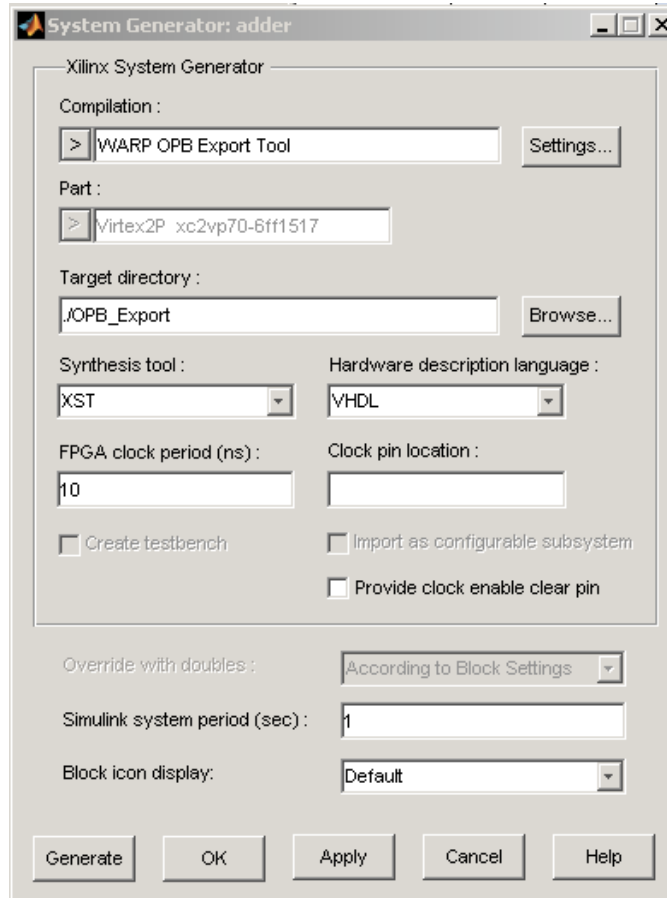 System Generator: adder
Xilinx System Generator
Compilation :
> WARP OPB Export Tool Settings...
Part :
> Virtex2P xc2vp70-6ff1517
Target directory :
./OPB_Export Browse...
Synthesis tool : Hardware description language :
XST VHDL
FPGA clock period (ns) : Clock pin location :
10
Create testbench Import as configurable subsystem
Provide clock enable clear pin
Override with doubles : According to Block Settings
Simulink system period (sec) : 1
Block icon display: Default
Generate OK Apply Cancel Help